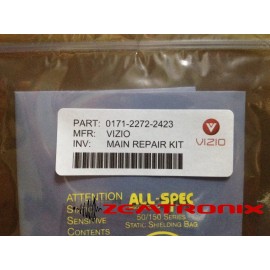 PART: 0171-2272-2423
MFR: VIZIO
INV: MAIN REPAIR KIT
VIZIO
ATTENTION
SENSITIVE
CONTENTS
ALL-SPEC
50/150 SERIES
STATIC SHIELDING BAG
ZEMTRONIX